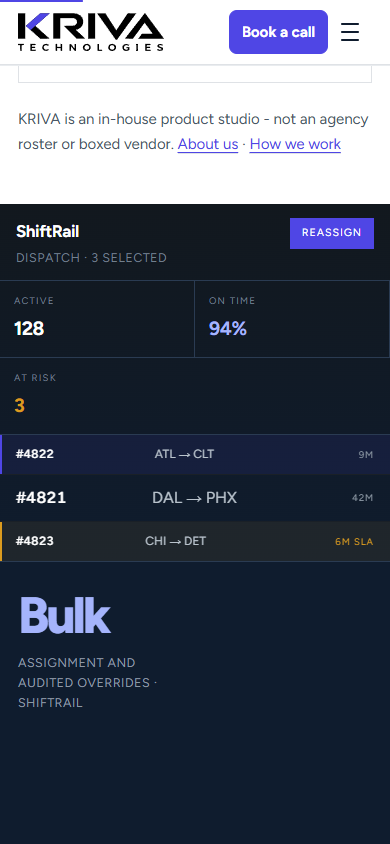 KRIVA
TECHNOLOGIES
Book a call
KRIVA is an in-house product studio - not an agency
roster or boxed vendor. About us · How we work
ShiftRail
REASSIGN
DISPATCH · 3 SELECTED
ACTIVE
128
ON TIME
94%
AT RISK
3
#4822 ATL → CLT 9M
#4821 DAL → PHX 42M
#4823 CHI → DET 6M SLA
Bulk
ASSIGNMENT AND
AUDITED OVERRIDES ·
SHIFTRAIL